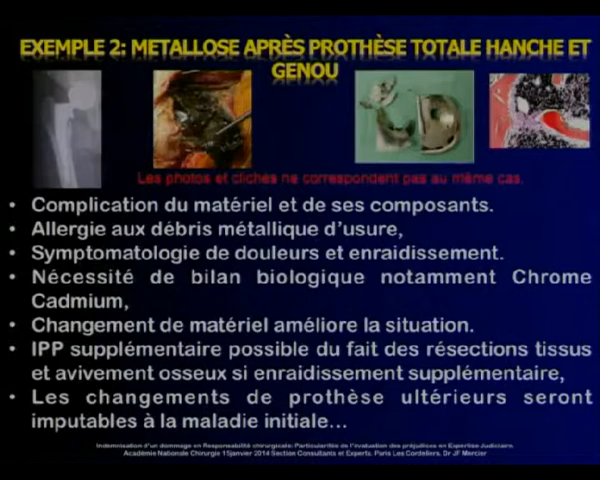 EXEMPLE 2: METALLOSE APRÈS PROTHÈSE TOTALE HANCHE ET
GENOU
Les photos et clichés ne correspondent pas au même cas.
• Complication du matériel et de ses composants.
• Allergie aux débris métallique d'usure,
• Symptomatologie de douleurs et enraidissement.
• Nécessité de bilan biologique notamment Chrome
Cadmium,
• Changement de matériel améliore la situation.
• IPP supplémentaire possible du fait des résections tissus
et avivement osseux si enraidissement supplémentaire,
• Les changements de prothèse ultérieurs seront
imputables à la maladie initiale...
Indemnisation d'un dommage en Responsabilité chirurgicale: Particularités de l'évaluation des préjudices en Expertise Judiciaire.
Académie Nationale Chirurgie 15janvier 2014 Section Consultants et Experts. Paris Les Cordeliers. Dr JF Mercier